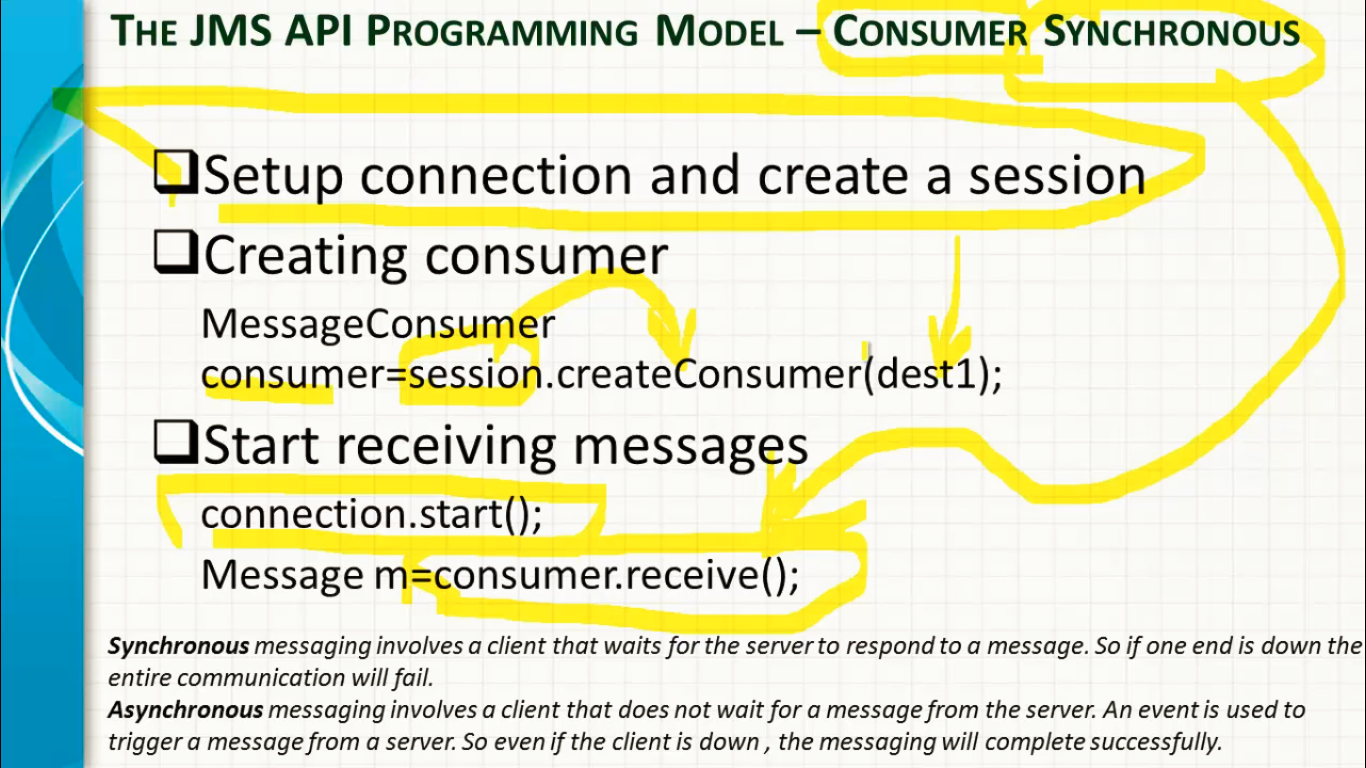 THE JMS API PROGRAMMING MODEL – CONSUMER SYNCHRONOUS
Setup connection and create a session
Creating consumer
MessageConsumer
consumer=session.createConsumer(dest1);
Start receiving messages
connection.start();
Message m=consumer.receive();
Synchronous messaging involves a client that waits for the server to respond to a message. So if one end is down the
entire communication will fail.
Asynchronous messaging involves a client that does not wait for a message from the server. An event is used to
trigger a message from a server. So even if the client is down , the messaging will complete successfully.